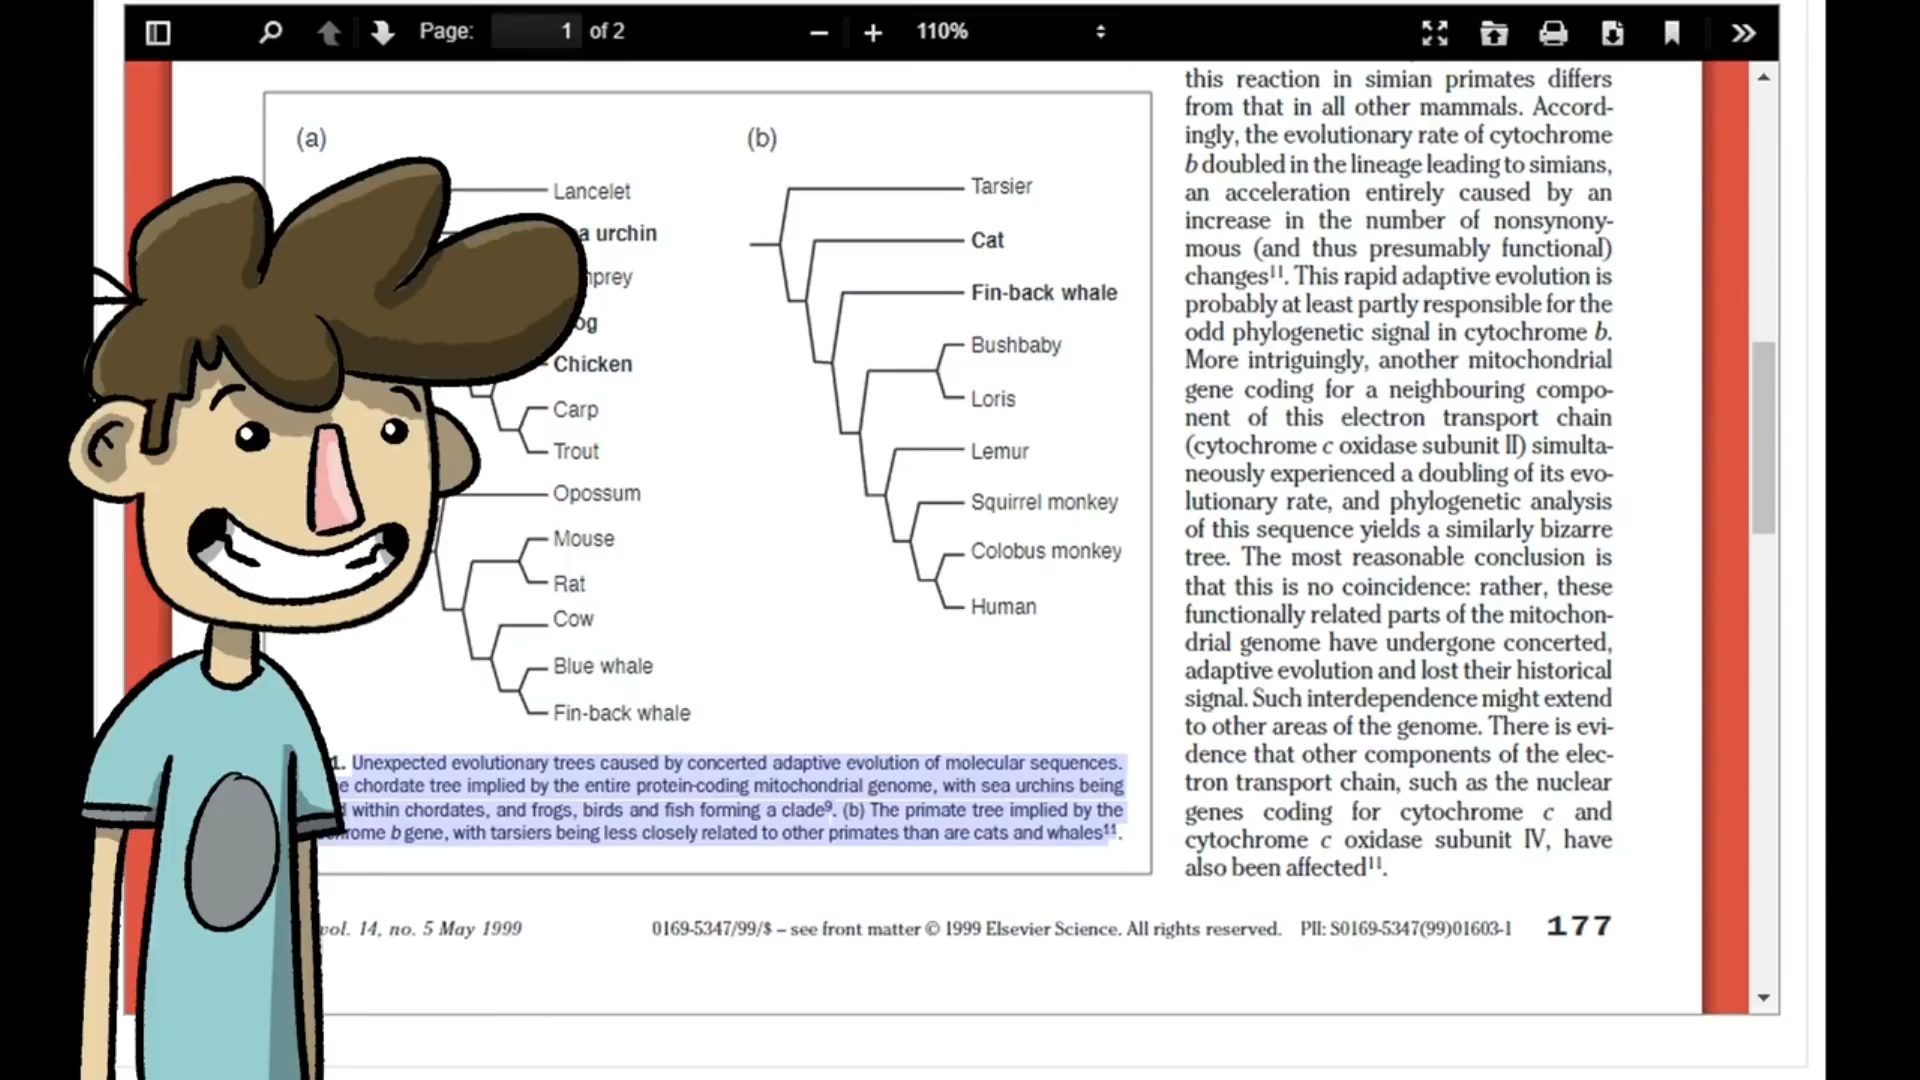 Page: 1 of 2 110%
(a)
Lancelet
a urchin
prey
og
Chicken
Carp
Trout
Opossum
Mouse
Rat
Cow
Blue whale
Fin-back whale
(b)
Tarsier
Cat
Fin-back whale
Bushbaby
Loris
Lemur
Squirrel monkey
Colobus monkey
Human
1. Unexpected evolutionary trees caused by concerted adaptive evolution of molecular sequences.
e chordate tree implied by the entire protein-coding mitochondrial genome, with sea urchins being
within chordates, and frogs, birds and fish forming a clade⁹. (b) The primate tree implied by the
hrome b gene, with tarsiers being less closely related to other primates than are cats and whales¹¹.
this reaction in simian primates differs
from that in all other mammals. Accord-
ingly, the evolutionary rate of cytochrome
b doubled in the lineage leading to simians,
an acceleration entirely caused by an
increase in the number of nonsynony-
mous (and thus presumably functional)
changes¹¹. This rapid adaptive evolution is
probably at least partly responsible for the
odd phylogenetic signal in cytochrome b.
More intriguingly, another mitochondrial
gene coding for a neighbouring compo-
nent of this electron transport chain
(cytochrome c oxidase subunit II) simulta-
neously experienced a doubling of its evo-
lutionary rate, and phylogenetic analysis
of this sequence yields a similarly bizarre
tree. The most reasonable conclusion is
that this is no coincidence: rather, these
functionally related parts of the mitochon-
drial genome have undergone concerted,
adaptive evolution and lost their historical
signal. Such interdependence might extend
to other areas of the genome. There is evi-
dence that other components of the elec-
tron transport chain, such as the nuclear
genes coding for cytochrome c and
cytochrome c oxidase subunit IV, have
also been affected¹¹.
vol. 14, no. 5 May 1999
0169-5347/99/$ – see front matter © 1999 Elsevier Science. All rights reserved. PII: S0169-5347(99)01603-1
177